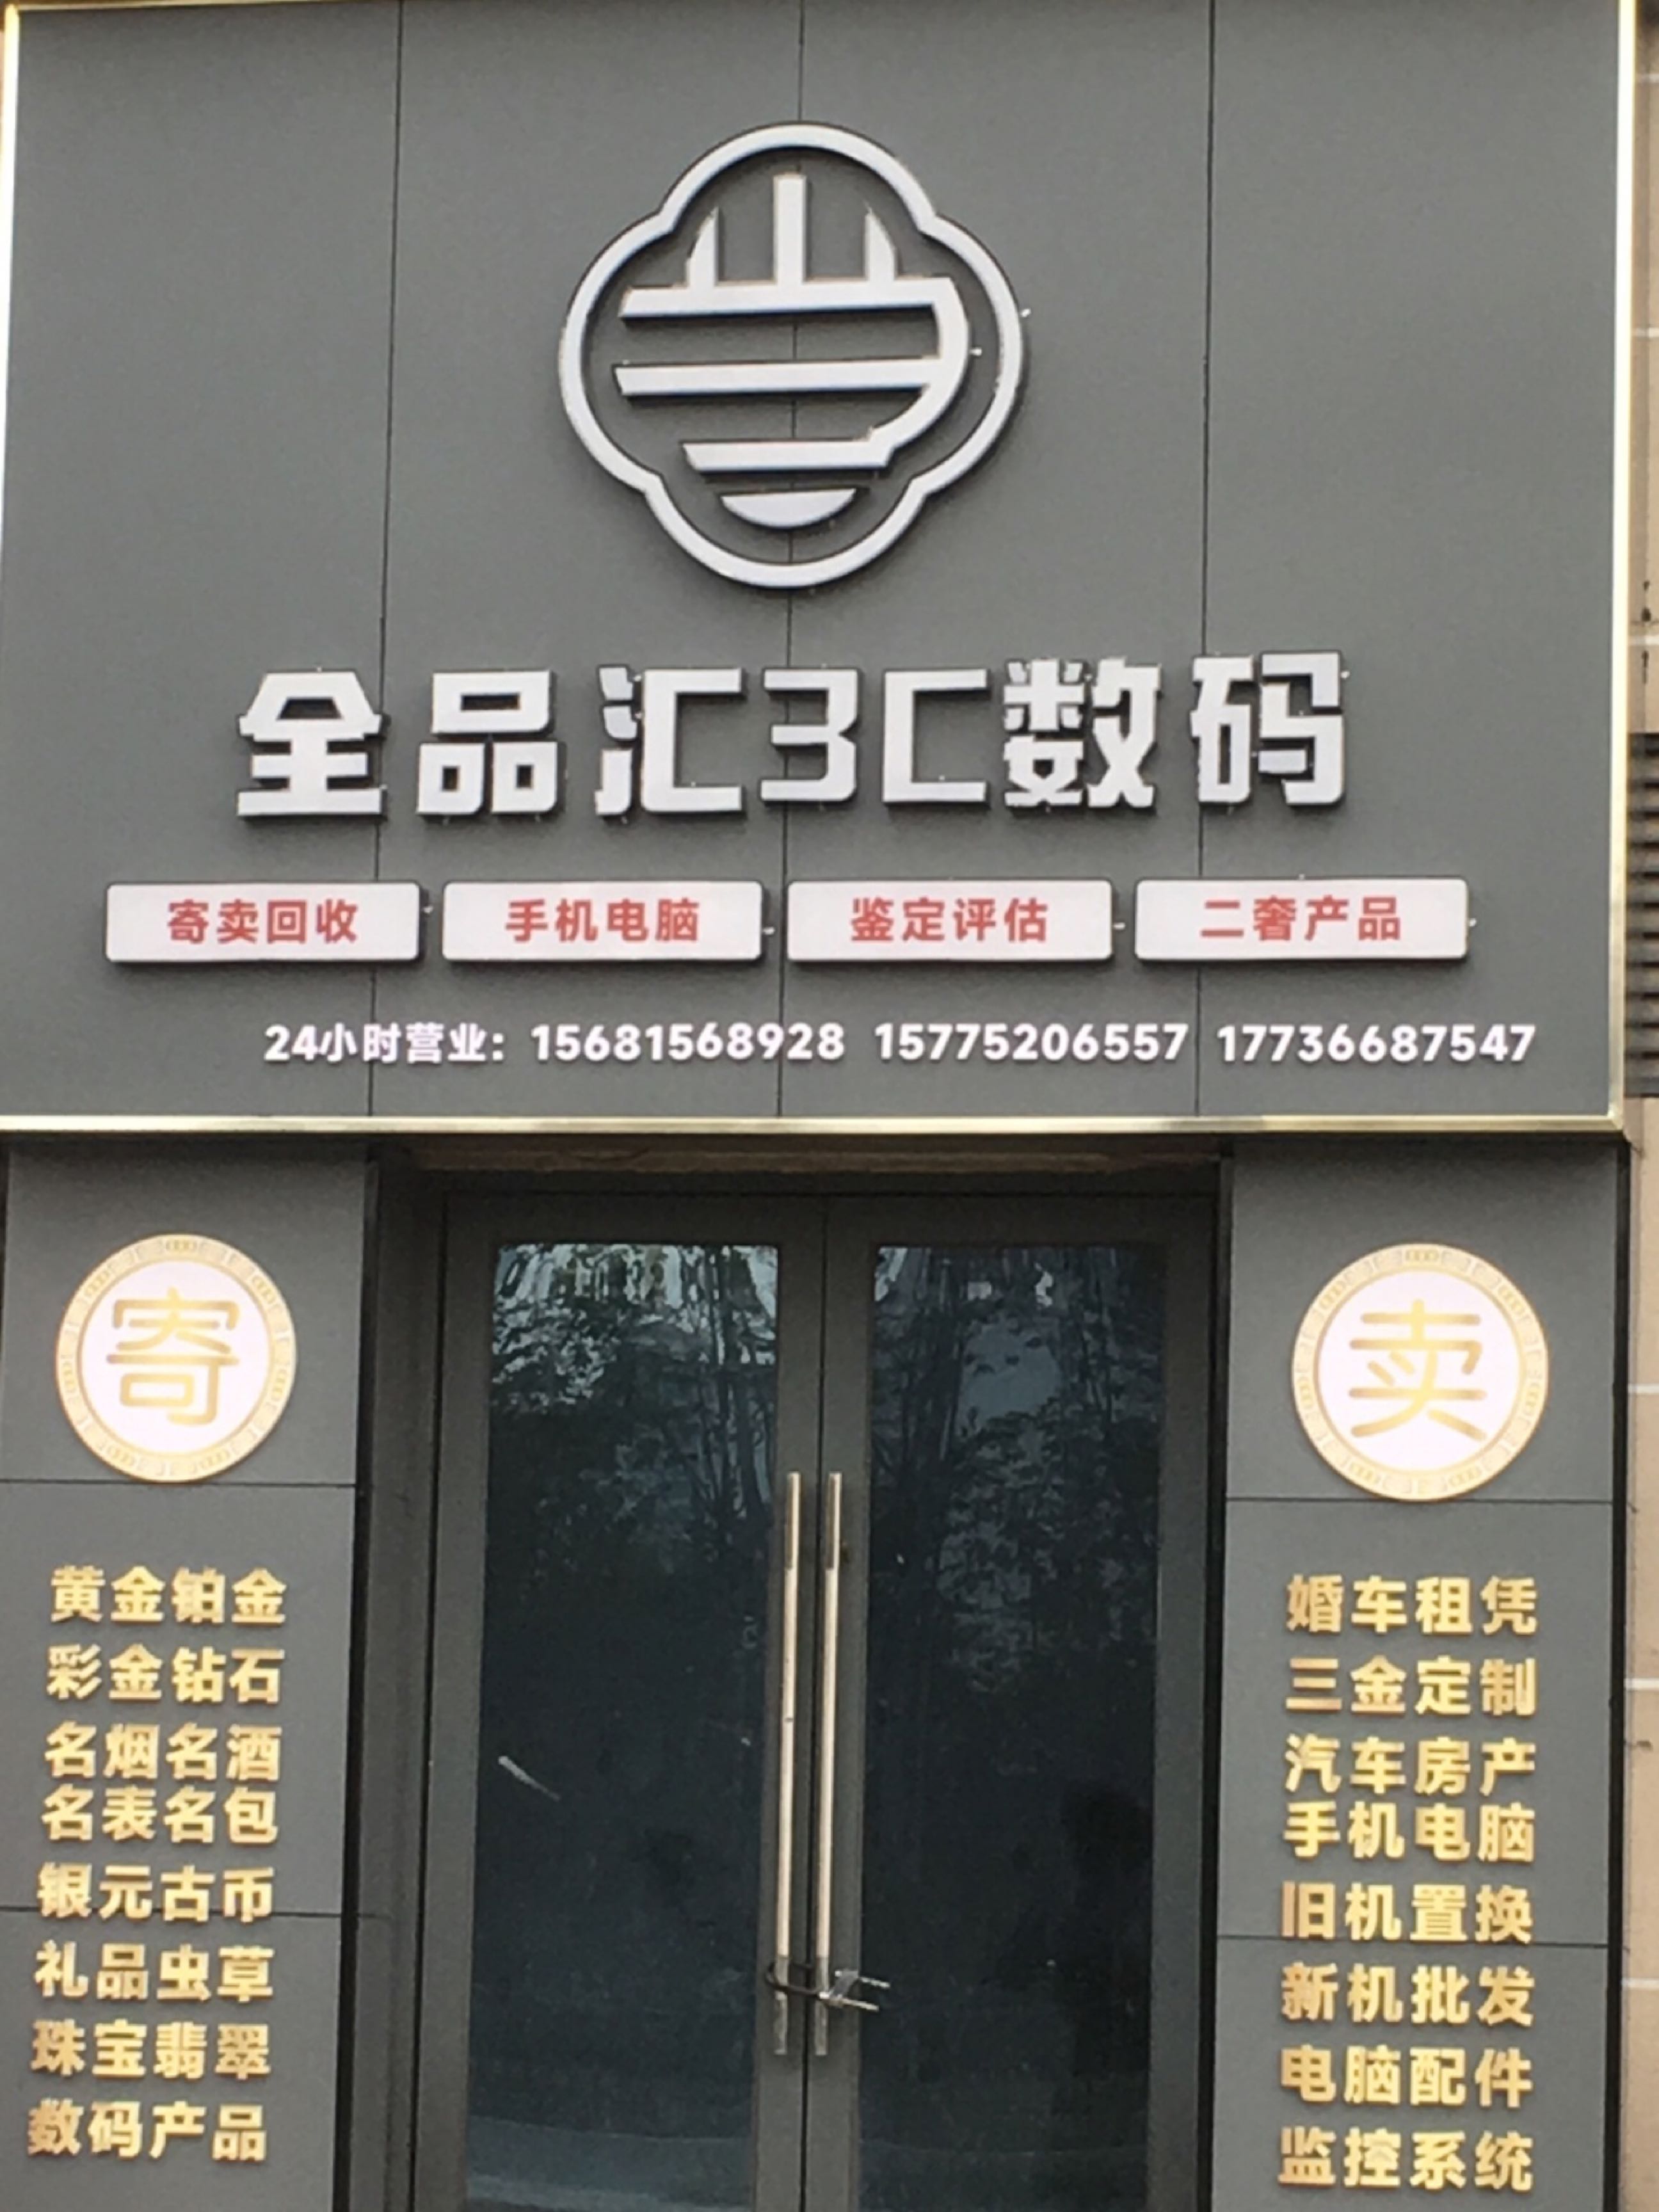 全品汇3C数码
寄卖回收 手机电脑 鉴定评估 二奢产品
24小时营业: 15681568928 15775206557 17736687547
寄
黄金铂金
彩金钻石
名烟名酒
名表名包
银元古币
礼品虫草
珠宝翡翠
数码产品
卖
婚车租凭
三金定制
汽车房产
手机电脑
旧机置换
新机批发
电脑配件
监控系统